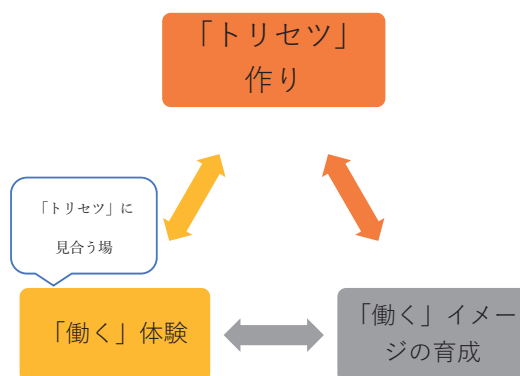 「トリセツ」
作り
「トリセツ」に
見合う場
「働く」体験
「働く」イメー
ジの育成